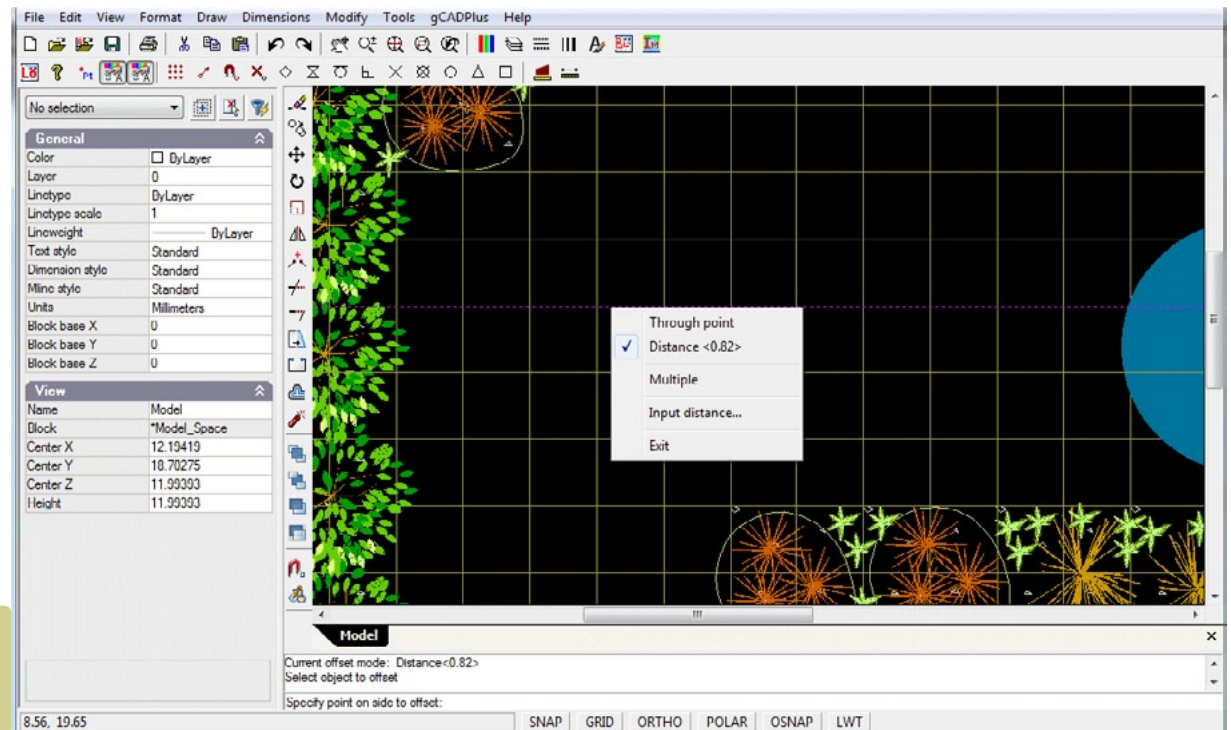 File Edit View Format Draw Dimensions Modify Tools gCADPlus Help
No selection
General
Color ByLayer
Layer 0
Linetype ByLayer
Linetype scale 1
Lineweight ByLayer
Text style Standard
Dimension style Standard
Mline style Standard
Units Millimeters
Block base X 0
Block base Y 0
Block base Z 0
View
Name Model
Block *Model_Space
Center X 12.19419
Center Y 18.70275
Center Z 11.99393
Height 11.99393
Through point
Distance <0.82>
Multiple
Input distance...
Exit
Model
Current offset mode: Distance<0.82>
Select object to offset
Specify point on side to offset:
8.56, 19.65 SNAP GRID ORTHO POLAR OSNAP LWT